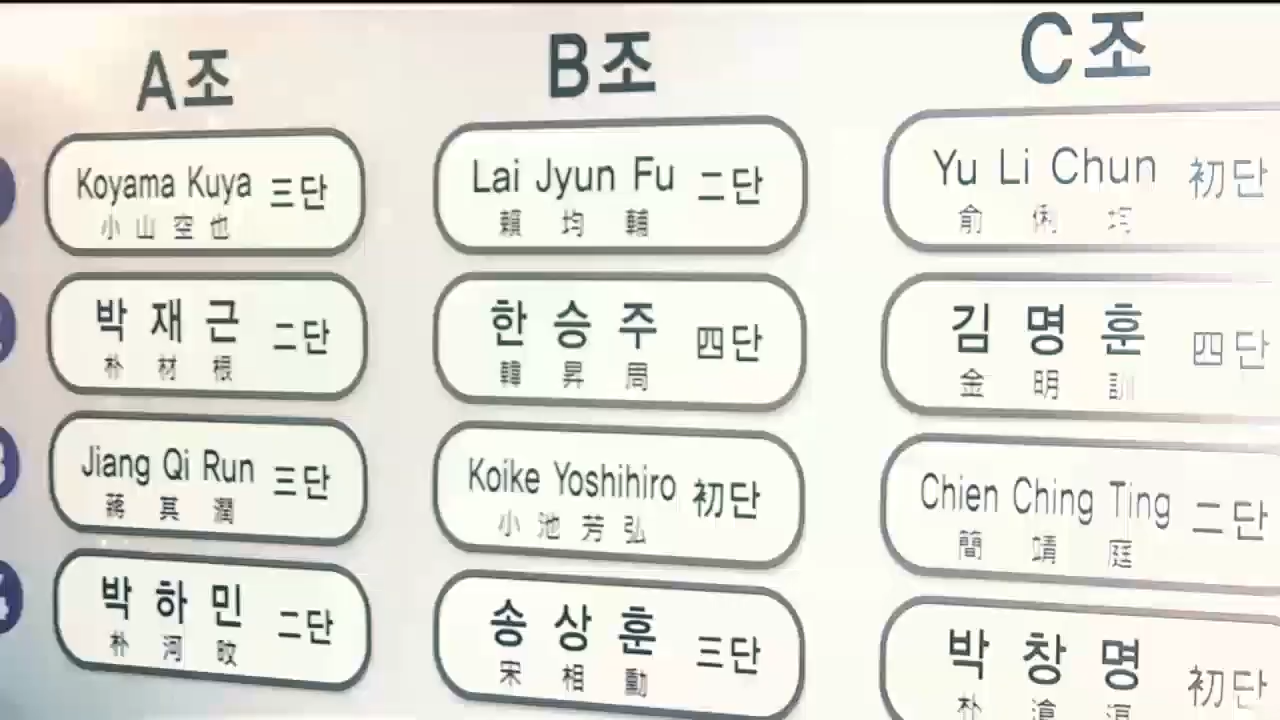 A조
Koyama Kuya 三단
小山空也
박재근 二단
朴材根
Jiang Qi Run 三단
蔣其潤
박하민 二단
朴河旼
B조
Lai Jyun Fu 二단
賴均輔
한승주 四단
韓昇周
Koike Yoshihiro 初단
小池芳弘
송상훈 三단
宋相勳
C조
Yu Li Chun 初단
俞俐均
김명훈 四단
金明訓
Chien Ching Ting 二단
簡靖庭
박창명 初단